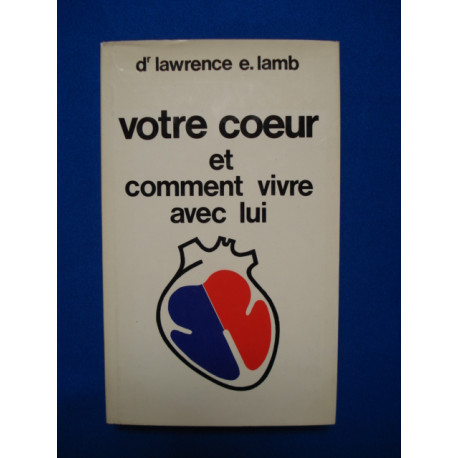 dʳ lawrence e. lamb
votre coeur
et
comment vivre
avec lui